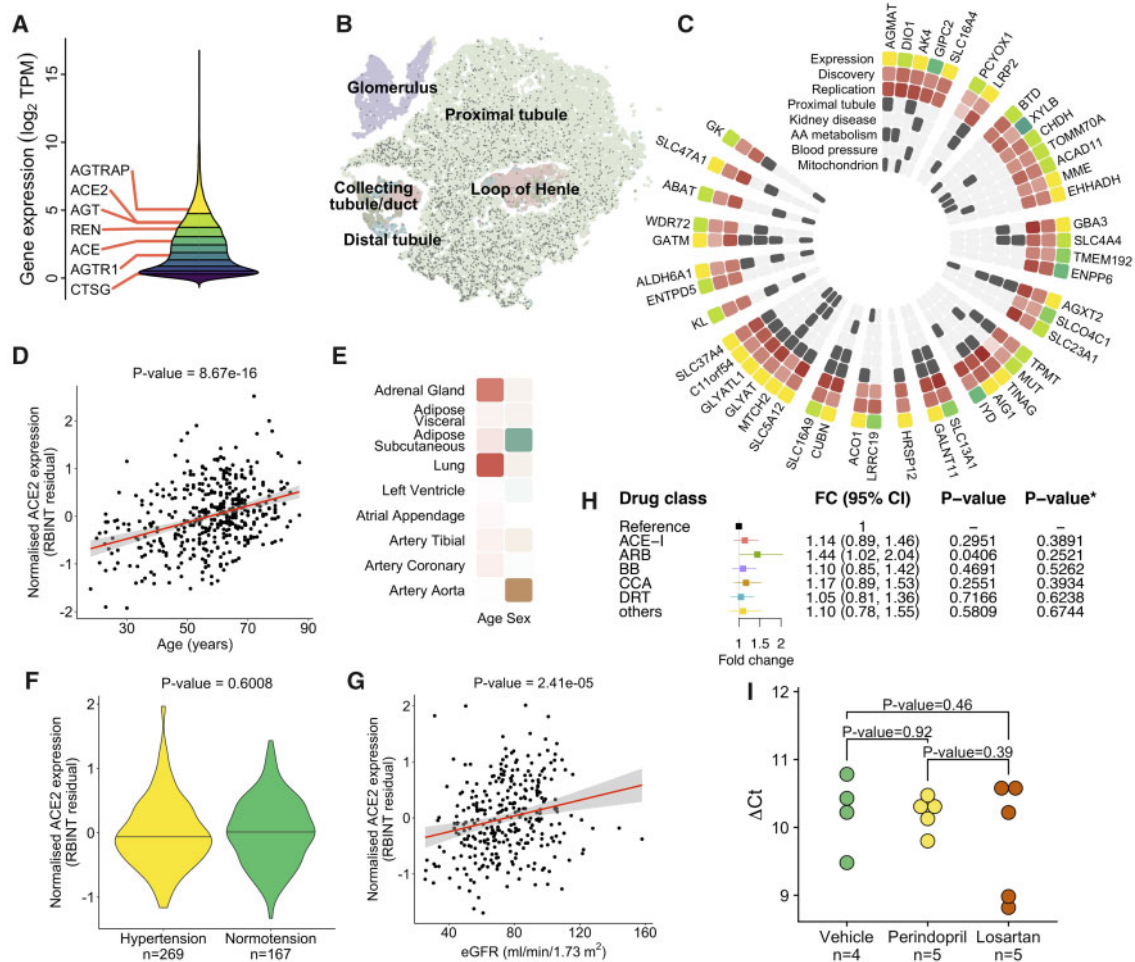 A
Gene expression (log2 TPM)
15
10
5
0
AGTRAP
ACE2
AGT
REN
ACE
AGTR1
CTSG
B
Glomerulus
Proximal tubule
Collecting
tubule/duct
Loop of Henle
Distal tubule
C
Expression
Discovery
Replication
Proximal tubule
Kidney disease
AA metabolism
Blood pressure
Mitochondrion
AGMAT
DIO1
AK4
GIPC2
SLC16A4
PCYOX1
LRP2
BTD
XYLB
CHDH
TOMM70A
ACAD11
MME
EHHADH
GBA3
SLC4A4
TMEM192
ENPP6
AGXT2
SLCO4C1
SLC23A1
TPMT
MUT
TINAG
AIG1
IYD
SLC13A1
GALNT11
HRSP12
LRRC19
ACO1
CUBN
SLC16A9
SLC5A12
MTCH2
GLYAT
GLYATL1
C11orf54
SLC37A4
KL
ENTPD5
ALDH6A1
GATM
WDR72
ABAT
SLC47A1
GK
D
P-value = 8.67e-16
Normalised ACE2 expression
(RBINT residual)
2
1
0
-1
-2
30
50
70
90
Age (years)
E
Adrenal Gland
Adipose
Visceral
Adipose
Subcutaneous
Lung
Left Ventricle
Atrial Appendage
Artery Tibial
Artery Coronary
Artery Aorta
Age Sex
H
Drug class FC (95% CI) P–value P–value*
Reference 1 – –
ACE–I 1.14 (0.89, 1.46) 0.2951 0.3891
ARB 1.44 (1.02, 2.04) 0.0406 0.2521
BB 1.10 (0.85, 1.42) 0.4691 0.5262
CCA 1.17 (0.89, 1.53) 0.2551 0.3934
DRT 1.05 (0.81, 1.36) 0.7166 0.6238
others 1.10 (0.78, 1.55) 0.5809 0.6744
1 1.5 2
Fold change
F
P-value = 0.6008
Normalised ACE2 expression
(RBINT residual)
2
1
0
-1
Hypertension
n=269
Normotension
n=167
G
P-value = 2.41e-05
Normalised ACE2 expression
(RBINT residual)
2
1
0
-1
40
80
120
160
eGFR (ml/min/1.73 m2)
I
ΔCt
12
11
10
9
P-value=0.46
P-value=0.92
P-value=0.39
Vehicle
n=4
Perindopril
n=5
Losartan
n=5